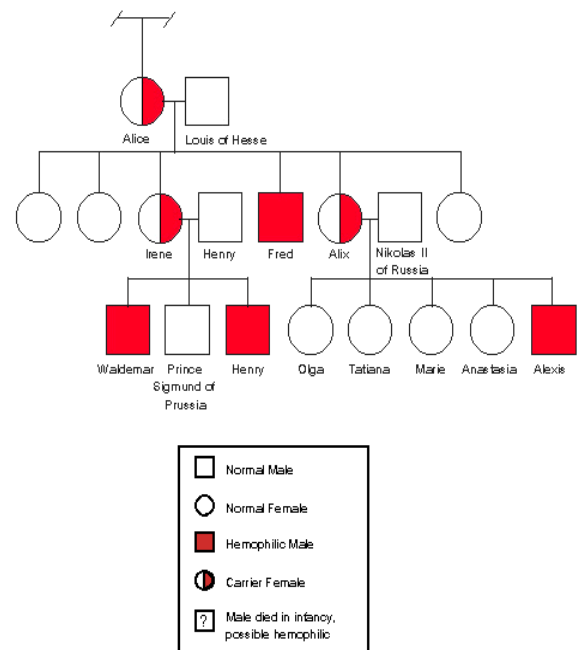 Alice
Louis of Hesse
Irene
Henry
Fred
Alix
Nikolas II
of Russia
Waldemar
Prince
Sigmund of
Prussia
Henry
Olga
Tatiana
Marie
Anastasia
Alexis
Normal Male
Normal Female
Hemophilic Male
Carrier Female
?
Male died in infancy,
possible hemophilic